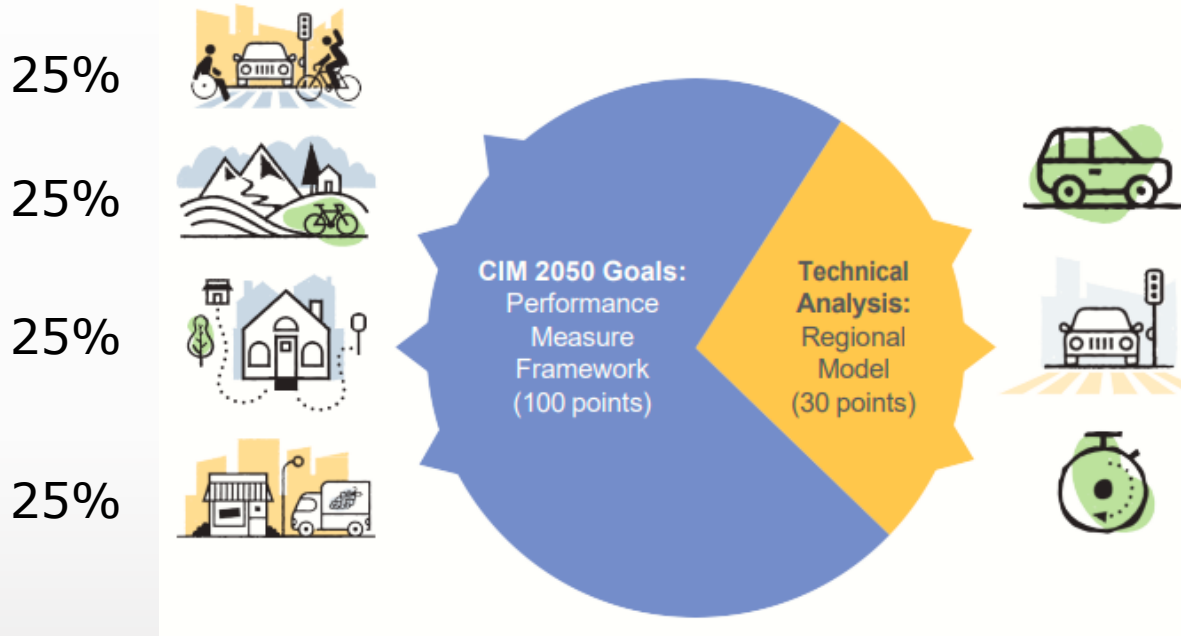 25%
25%
25%
25%
CIM 2050 Goals:
Performance
Measure
Framework
(100 points)
Technical
Analysis:
Regional
Model
(30 points)